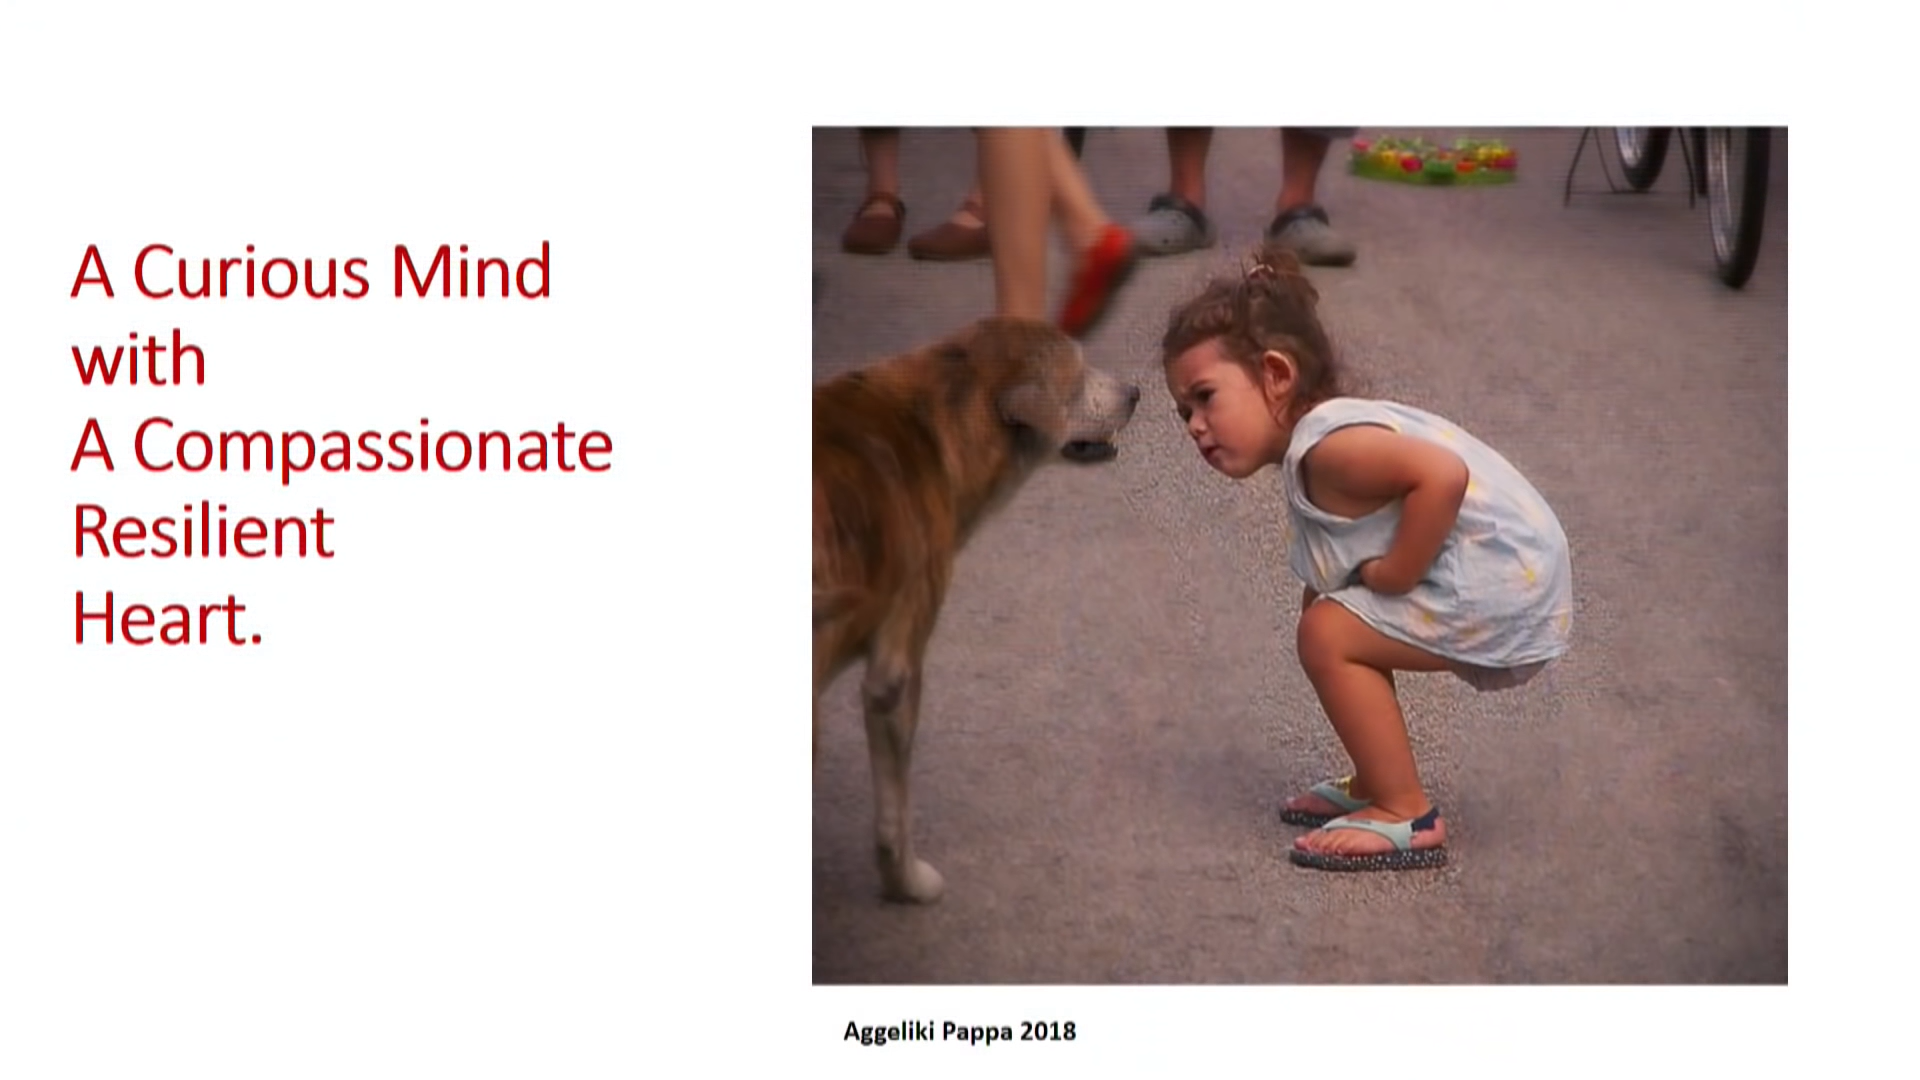 A Curious Mind
with
A Compassionate
Resilient
Heart.
Aggeliki Pappa 2018